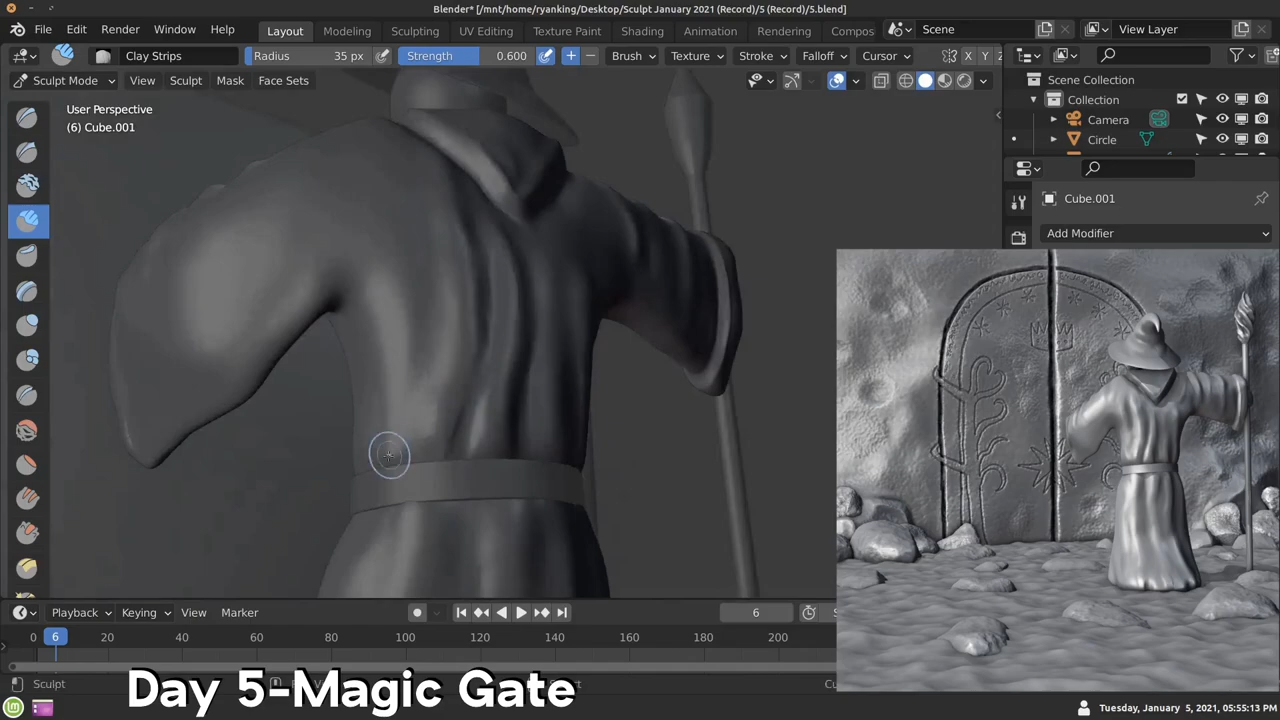 Blender* [/mnt/home/ryanking/Desktop/Sculpt January 2021 (Record)/5 (Record)/5.blend]
File Edit Render Window Help Layout Modeling Sculpting UV Editing Texture Paint Shading Animation Rendering Compos Scene View Layer
Clay Strips Radius 35 px Strength 0.600 Brush Texture Stroke Falloff Cursor X Y
Sculpt Mode View Sculpt Mask Face Sets Scene Collection
User Perspective Collection
(6) Cube.001 Camera
Circle
Cube.001
Add Modifier
Playback Keying View Marker 6
0 6 20 40 60 80 100 120 140 160 180 200
Sculpt
Day 5-Magic Gate
Tuesday, January 5, 2021, 05:55:13 PM